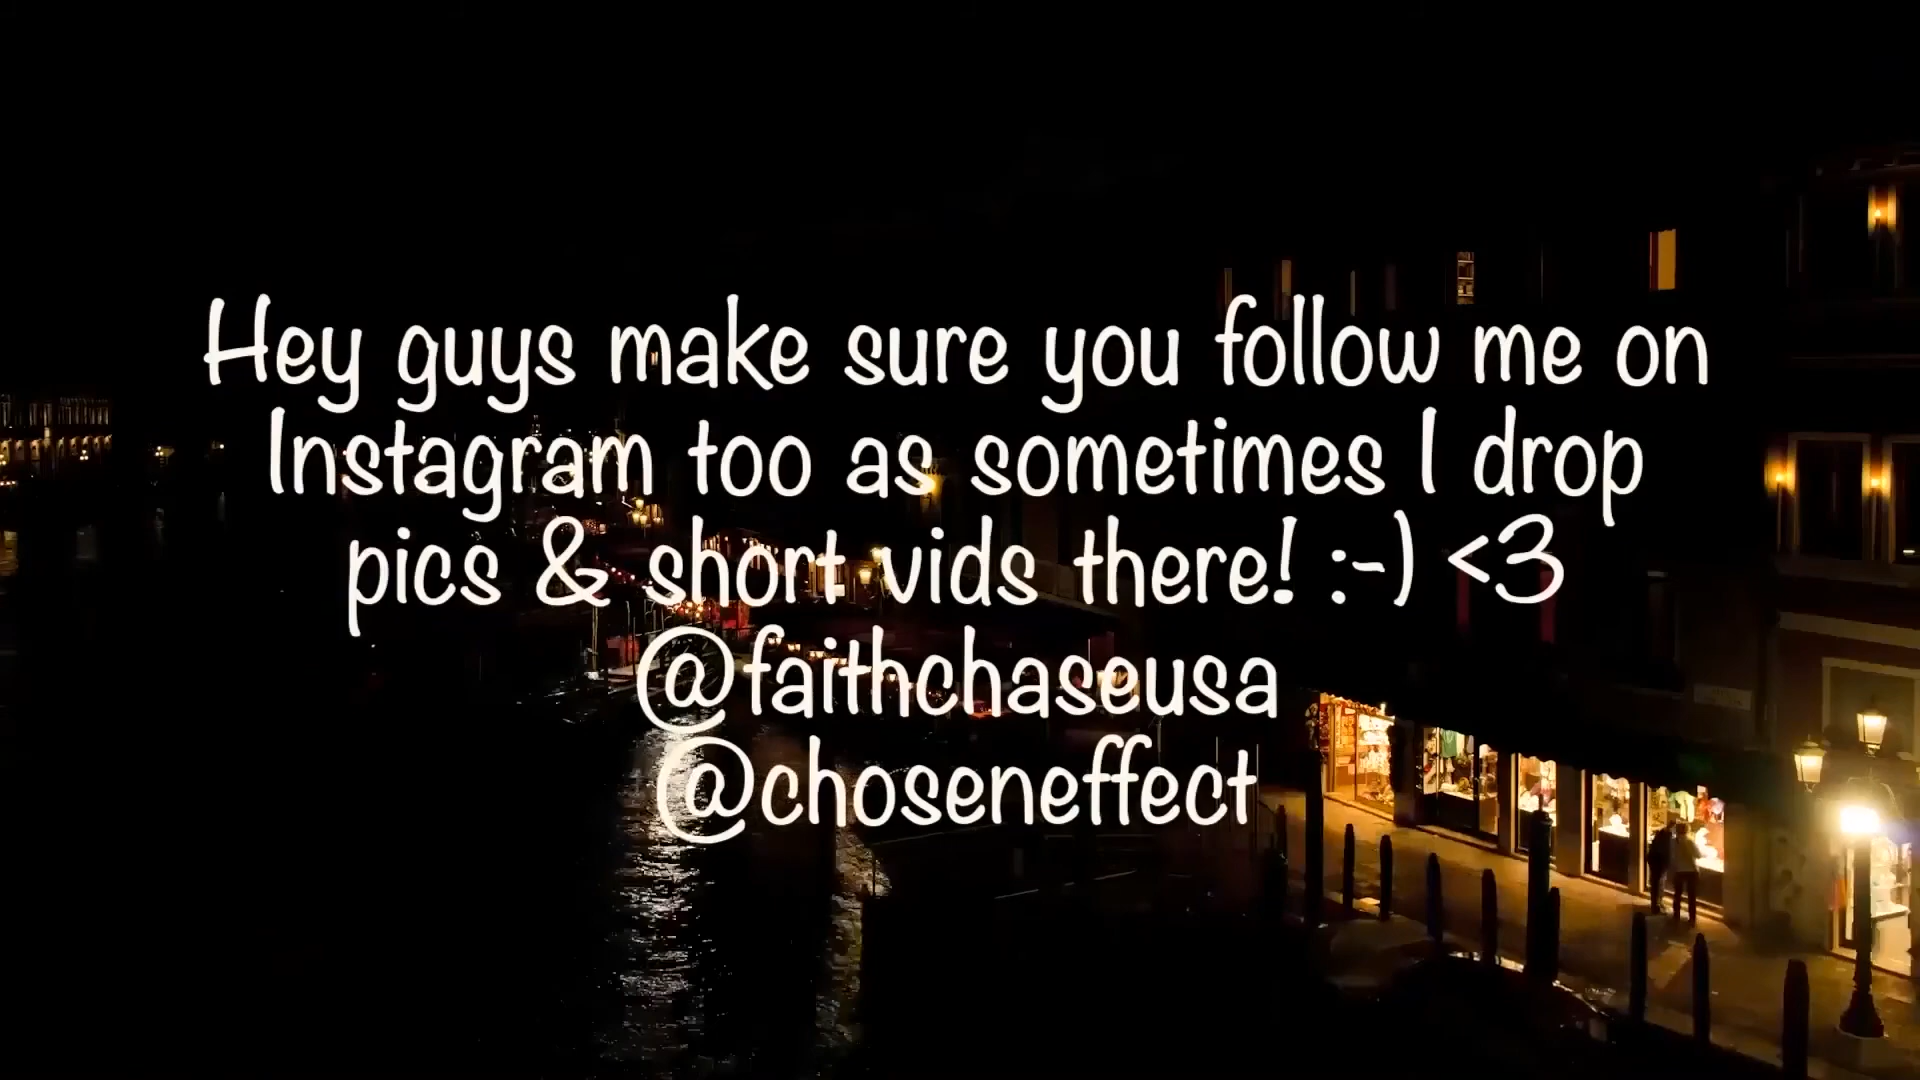 Hey guys make sure you follow me on
Instagram too as sometimes I drop
pics & short vids there! :-) <3
@faithchaseusa
@choseneffect